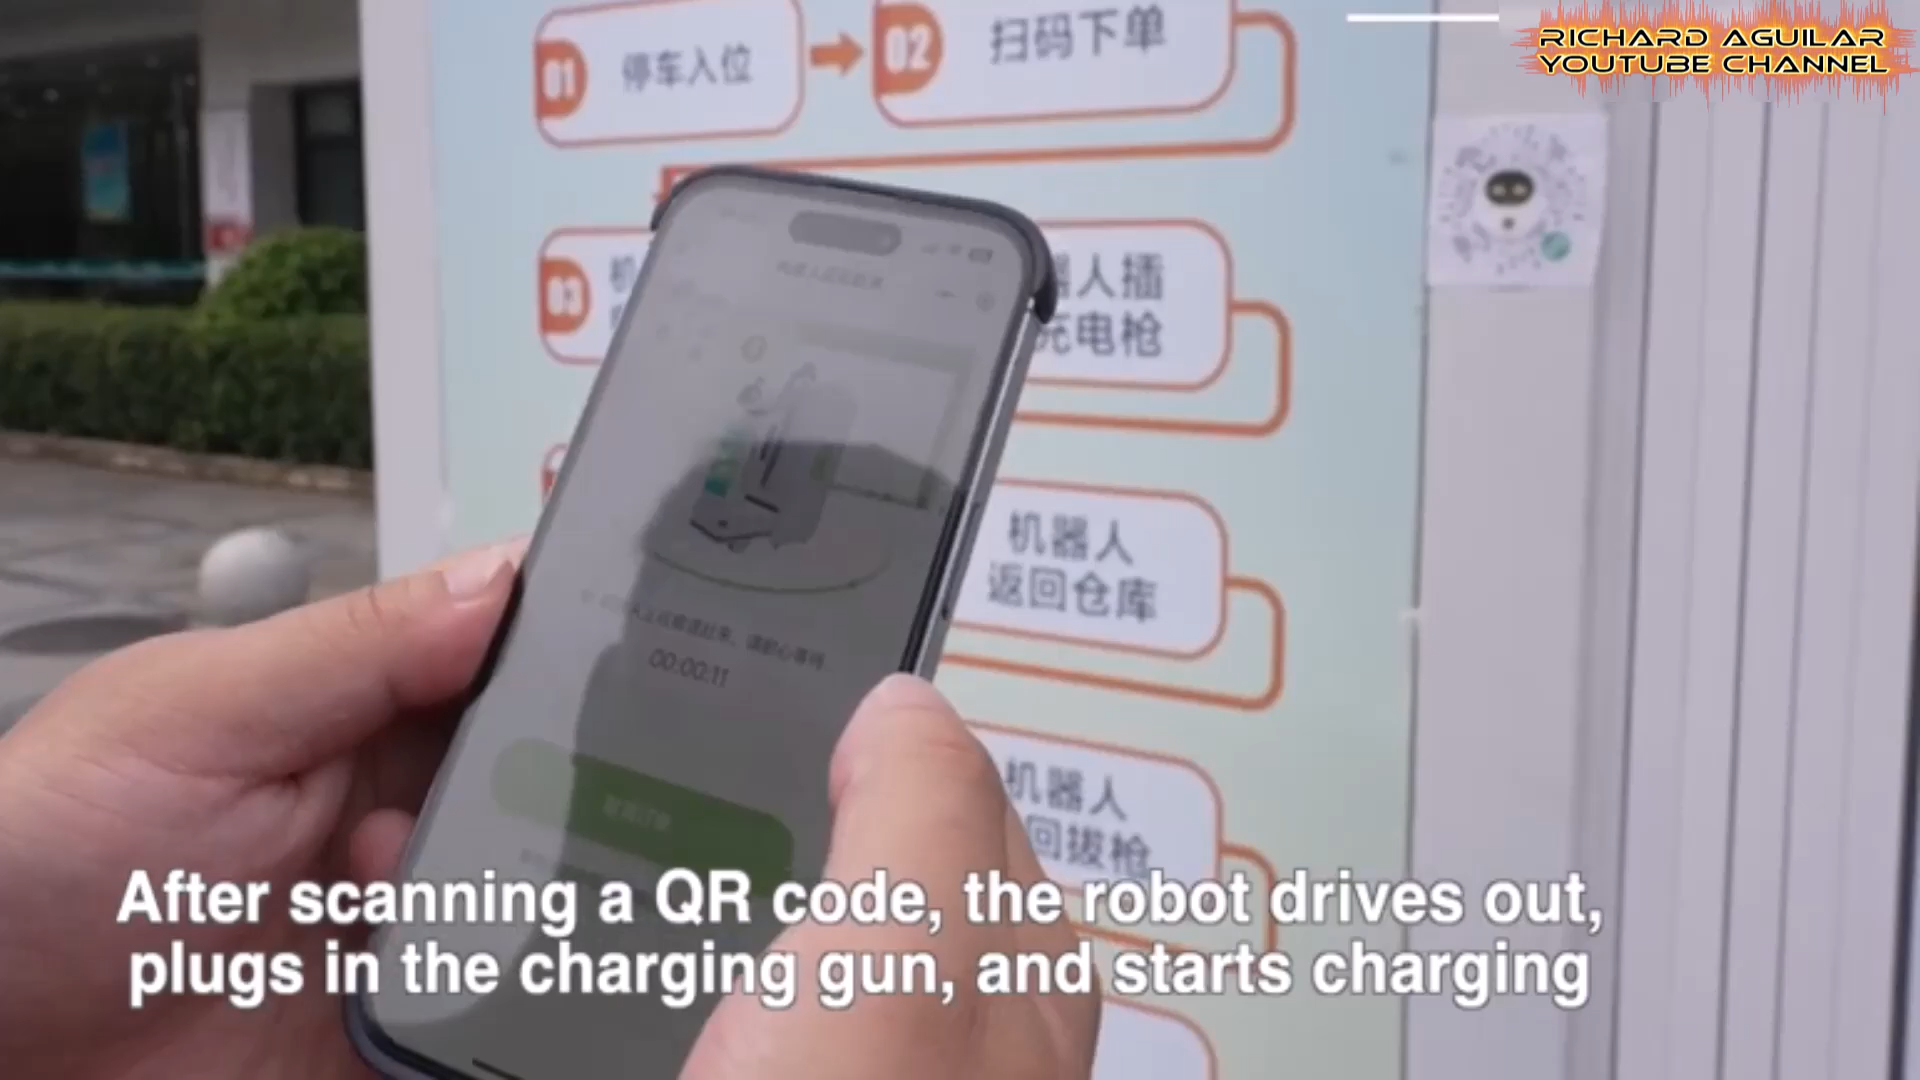 RICHARD AGUILAR
YOUTUBE CHANNEL
01
停车入位
02
扫码下单
03
器人插
充电枪
机器人
返回仓库
00:00:11
机器人
回拔枪
After scanning a QR code, the robot drives out,
plugs in the charging gun, and starts charging